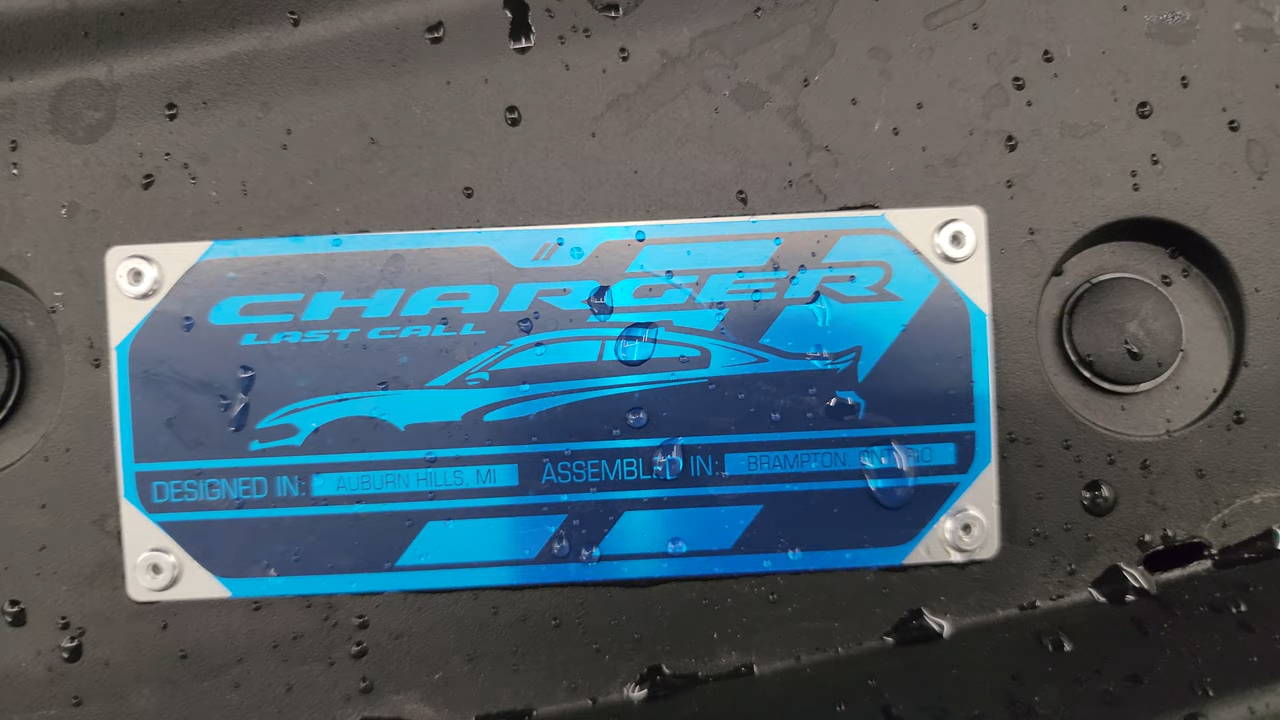 CHARGER
LAST CALL
DESIGNED IN: AUBURN HILLS, MI ASSEMBLED IN: BRAMPTON, ONTARIO